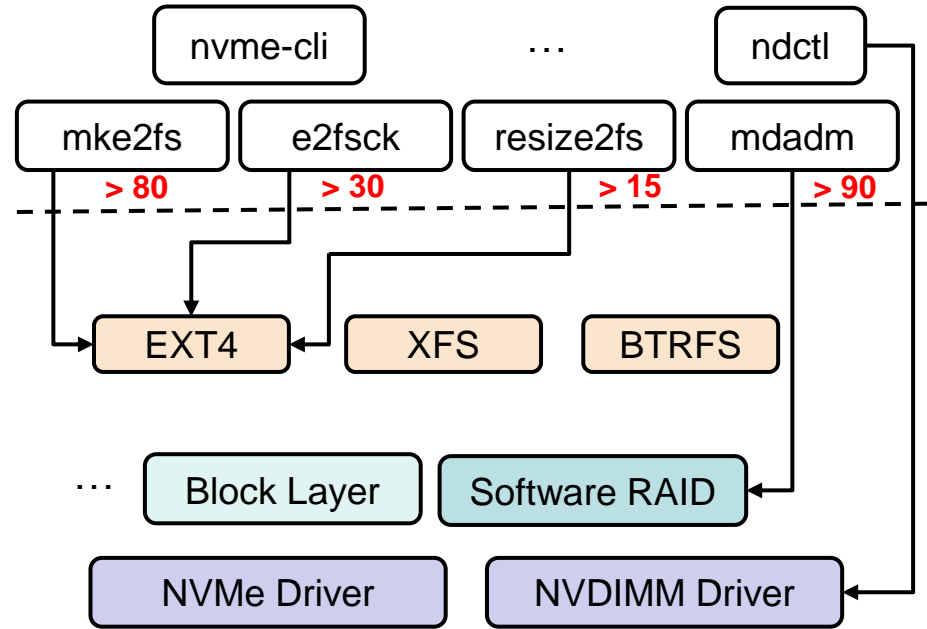 nvme-cli … ndctl
mke2fs e2fsck resize2fs mdadm
> 80 > 30 > 15 > 90
EXT4 XFS BTRFS
… Block Layer Software RAID
NVMe Driver NVDIMM Driver